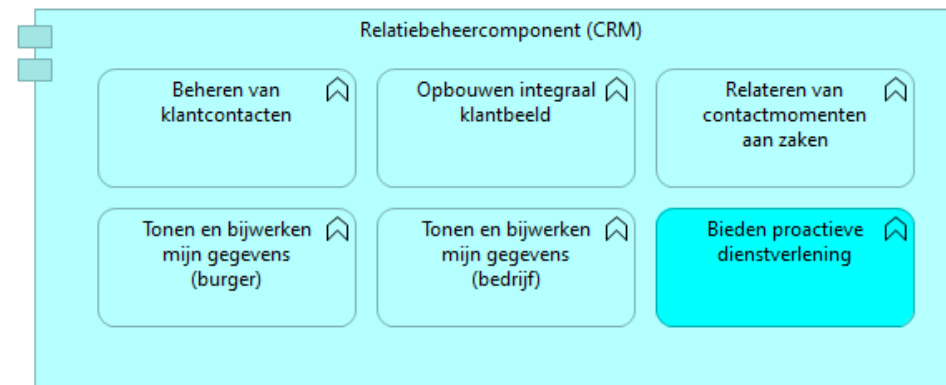 Relatiebeheercomponent (CRM)
Beheren van
klantcontacten
Opbouwen integraal
klantbeeld
Relateren van
contactmomenten
aan zaken
Tonen en bijwerken
mijn gegevens
(burger)
Tonen en bijwerken
mijn gegevens
(bedrijf)
Bieden proactieve
dienstverlening